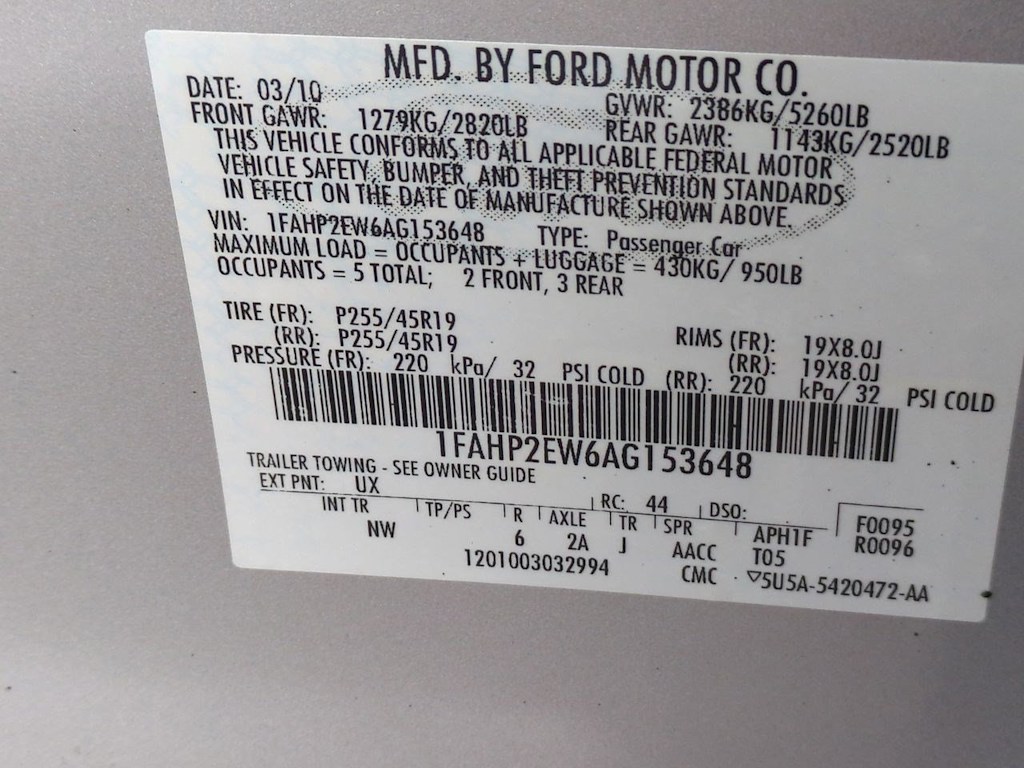 MFD. BY FORD MOTOR CO.
DATE: 03/10 GVWR: 2386KG/5260LB
FRONT GAWR: 1279KG/2820LB REAR GAWR: 1143KG/2520LB
THIS VEHICLE CONFORMS TO ALL APPLICABLE FEDERAL MOTOR
VEHICLE SAFETY, BUMPER, AND THEFT PREVENTION STANDARDS
IN EFFECT ON THE DATE OF MANUFACTURE SHOWN ABOVE.
VIN: 1FAHP2EW6AG153648 TYPE: Passenger Car
MAXIMUM LOAD = OCCUPANTS + LUGGAGE = 430KG/ 950LB
OCCUPANTS = 5 TOTAL; 2 FRONT, 3 REAR
TIRE (FR): P255/45R19 RIMS (FR): 19X8.0J
(RR): P255/45R19 (RR): 19X8.0J
PRESSURE (FR): 220 kPa/ 32 PSI COLD (RR): 220 kPa/ 32 PSI COLD
1FAHP2EW6AG153648
TRAILER TOWING - SEE OWNER GUIDE
EXT PNT: UX RC: 44 DSO: F0095
INT TR TP/PS R AXLE TR SPR APH1F R0096
NW 6 2A J AACC T05
1201003032994 CMC ▽5U5A-5420472-AA